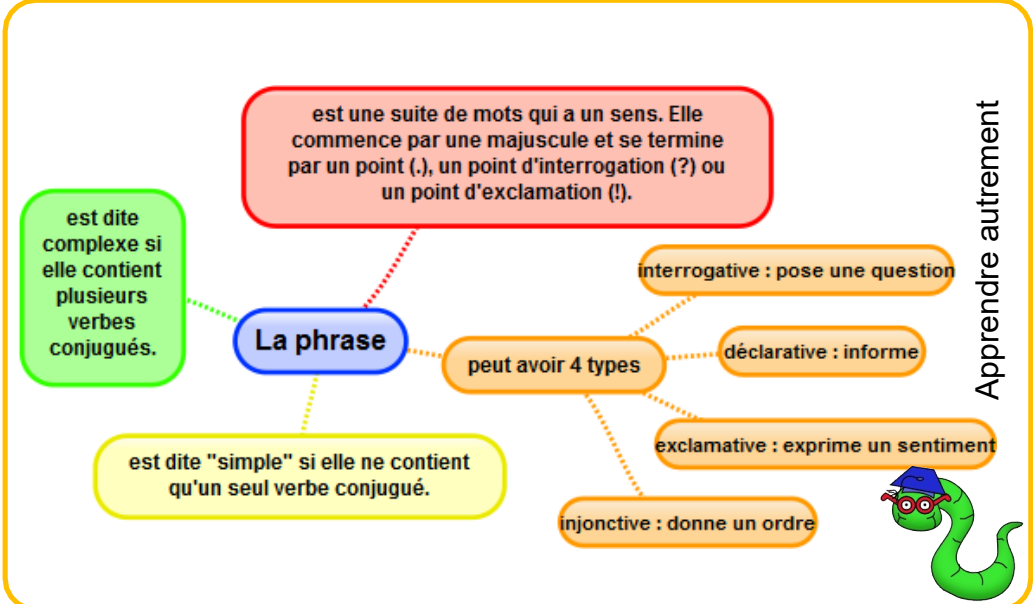 est une suite de mots qui a un sens. Elle
commence par une majuscule et se termine
par un point (.), un point d'interrogation (?) ou
un point d'exclamation (!).
est dite
complexe si
elle contient
plusieurs
verbes
conjugués.
La phrase
peut avoir 4 types
interrogative : pose une question
déclarative : informe
exclamative : exprime un sentiment
injonctive : donne un ordre
est dite "simple" si elle ne contient
qu'un seul verbe conjugué.
Apprendre autrement